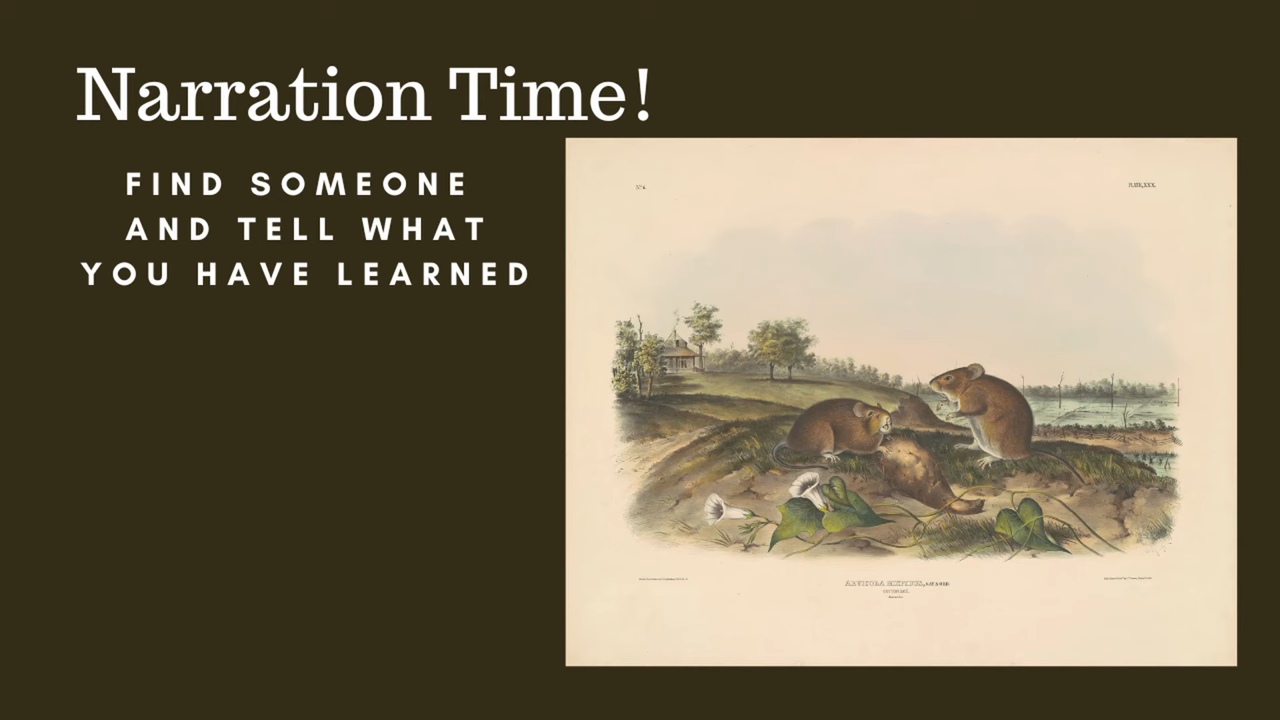 Narration Time!
FIND SOMEONE
AND TELL WHAT
YOU HAVE LEARNED